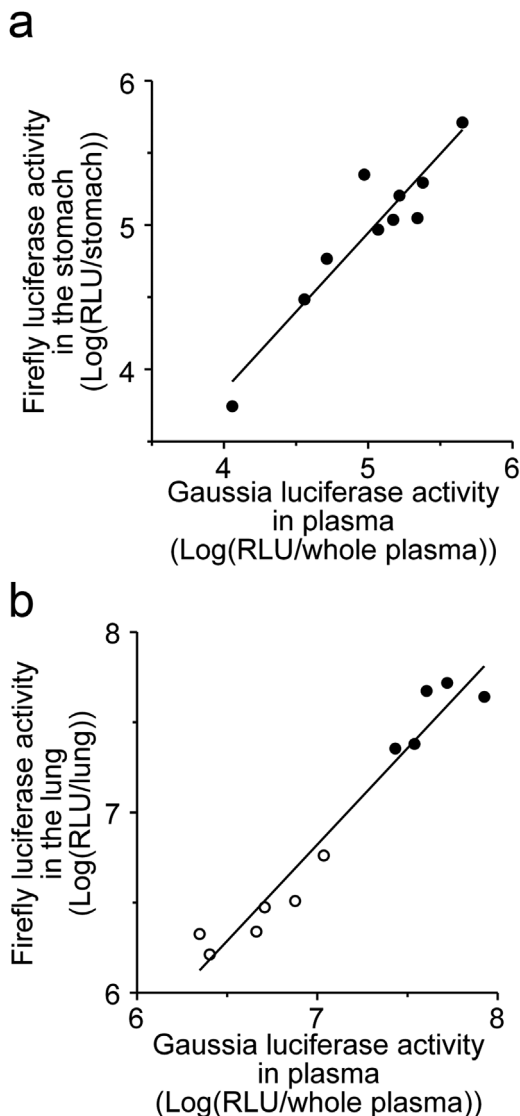 a
Firefly luciferase activity
in the stomach
(Log(RLU/stomach))
6
5
4
4 5 6
Gaussia luciferase activity
in plasma
(Log(RLU/whole plasma))
b
Firefly luciferase activity
in the lung
(Log(RLU/lung))
8
7
6
6 7 8
Gaussia luciferase activity
in plasma
(Log(RLU/whole plasma))